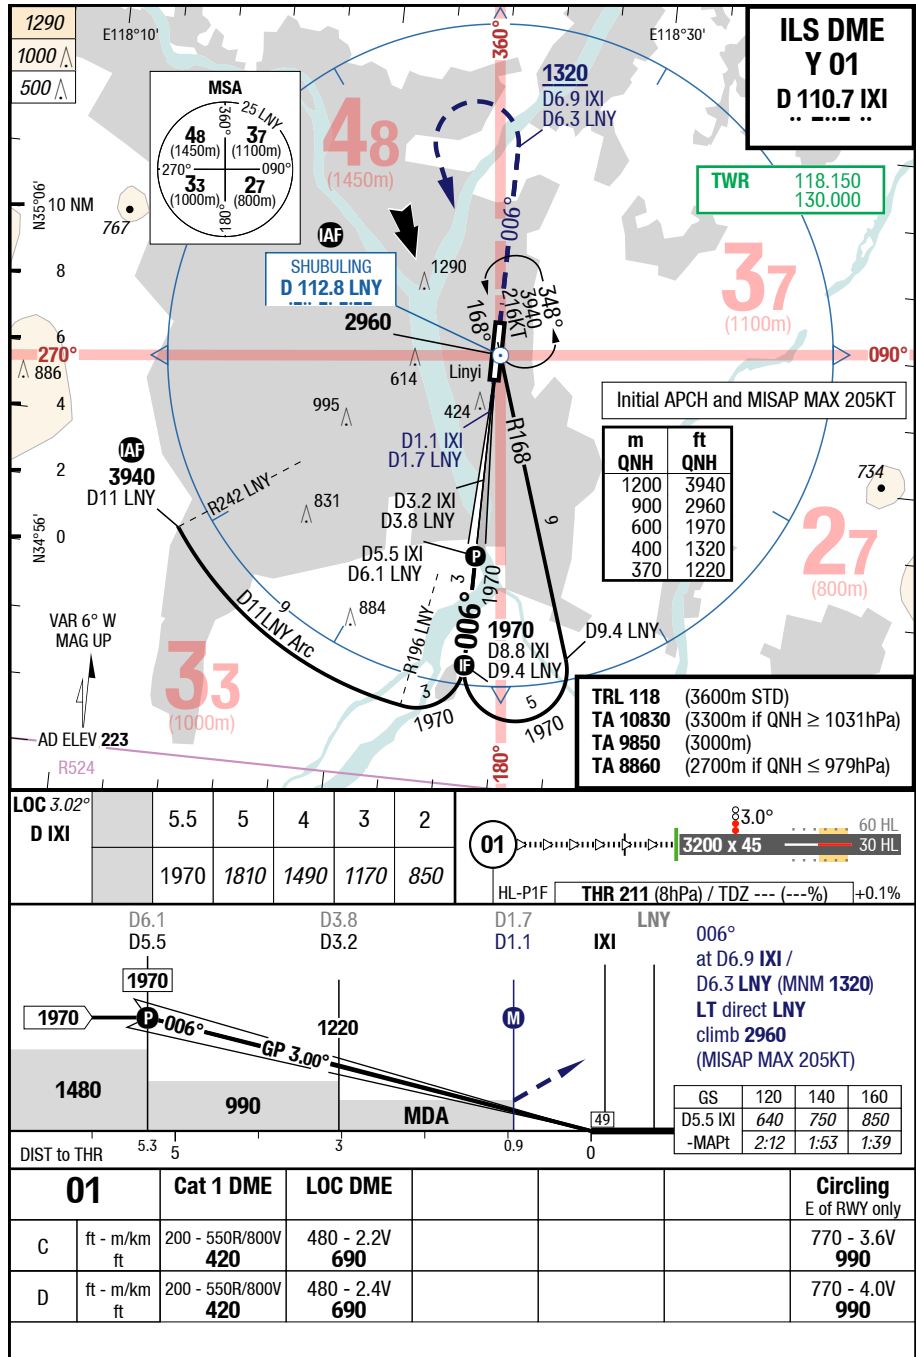 1290
1000
500
E118°10'
E118°30'
ILS DME
Y 01
D 110.7 IXI
TWR 118.150
130.000
MSA
25 LNY
360°
48
(1450m)
37
(1100m)
270°
090°
33
(1000m)
27
(800m)
180°
360°
1320
D6.9 IXI
D6.3 LNY
48
(1450m)
N35°06'
10 NM
767
IAF
SHUBULING
D 112.8 LNY
1290
006°
37
(1100m)
8
2960
168°
216KT
3940
348°
6
270°
090°
886
614
Linyi
Initial APCH and MISAP MAX 205KT
4
995
424
D1.1 IXI
D1.7 LNY
R168
m ft
QNH QNH
1200 3940
900 2960
600 1970
400 1320
370 1220
734
IAF
3940
D11 LNY
2
R242 LNY
D3.2 IXI
D3.8 LNY
831
9
27
(800m)
N34°56'
0
D5.5 IXI
D6.1 LNY
P
3
1970
006°
9
D11LNY Arc
884
R196 LNY
1970
D8.8 IXI
D9.4 LNY
D9.4 LNY
IF
VAR 6° W
MAG UP
33
(1000m)
3
1970
5
1970
180°
AD ELEV 223
R524
TRL 118 (3600m STD)
TA 10830 (3300m if QNH ≥ 1031hPa)
TA 9850 (3000m)
TA 8860 (2700m if QNH ≤ 979hPa)
LOC 3.02°
D IXI
5.5 5 4 3 2
1970 1810 1490 1170 850
01
3.0°
3200 x 45
60 HL
30 HL
HL-P1F
THR 211 (8hPa) / TDZ --- (---%)
+0.1%
D6.1 D3.8 D1.7 LNY
D5.5 D3.2 D1.1 IXI
1970
1970
P
006°
GP 3.00°
1220
M
006°
at D6.9 IXI /
D6.3 LNY (MNM 1320)
LT direct LNY
climb 2960
(MISAP MAX 205KT)
1480
990
MDA
49
GS 120 140 160
D5.5 IXI 640 750 850
-MAPt 2:12 1:53 1:39
DIST to THR 5.3 5 3 0.9 0
01 Cat 1 DME LOC DME Circling
E of RWY only
C ft - m/km 200 - 550R/800V 480 - 2.2V 770 - 3.6V
ft 420 690 990
D ft - m/km 200 - 550R/800V 480 - 2.4V 770 - 4.0V
ft 420 690 990